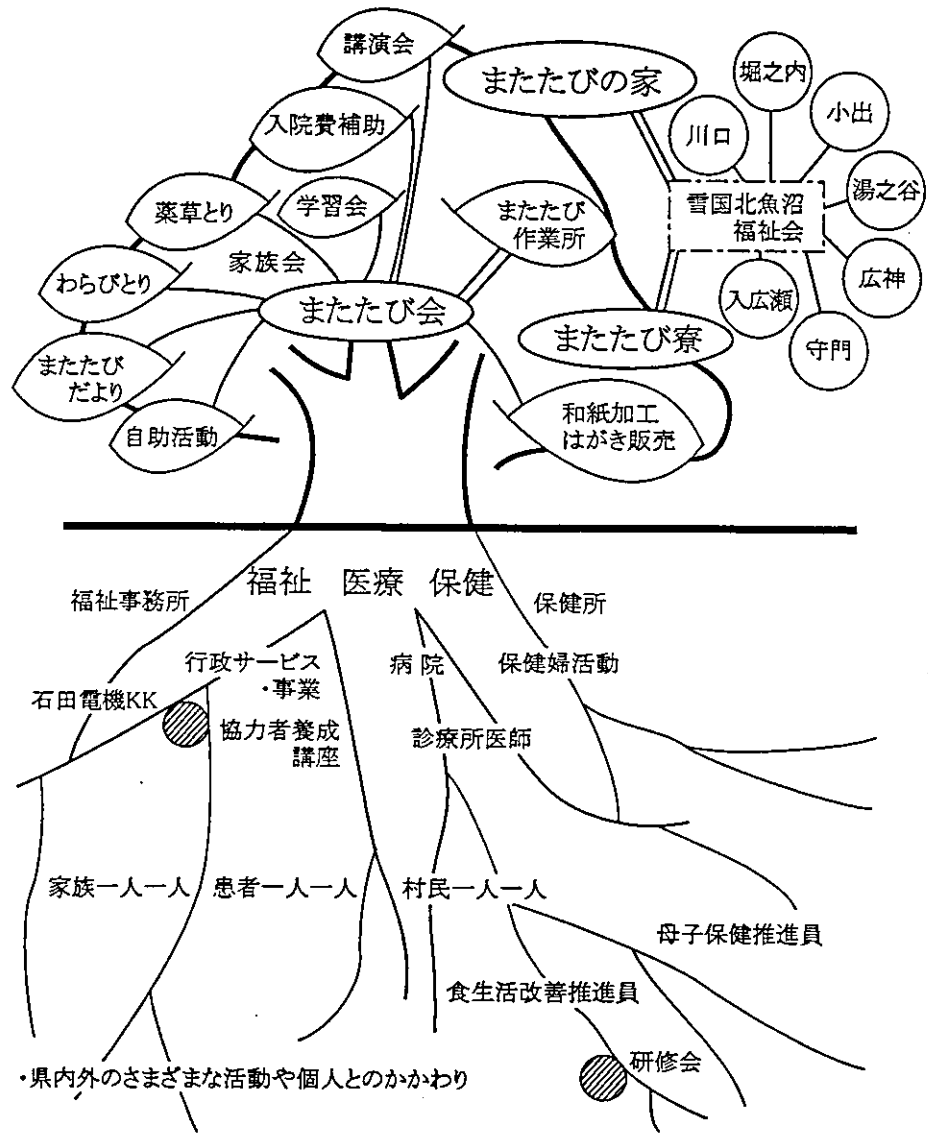 講演会
またたびの家
堀之内
小出
川口
入院費補助
湯之谷
薬草とり
学習会
またたび
作業所
雪国北魚沼
福祉会
家族会
広神
わらびとり
またたび会
入広瀬
またたび寮
守門
またたび
だより
自助活動
和紙加工
はがき販売
福祉 医療 保健
福祉事務所
保健所
行政サービス
・事業
病院
保健婦活動
石田電機KK
協力者養成
講座
診療所医師
家族一人一人
患者一人一人
村民一人一人
母子保健推進員
食生活改善推進員
研修会
・県内外のさまざまな活動や個人とのかかわり